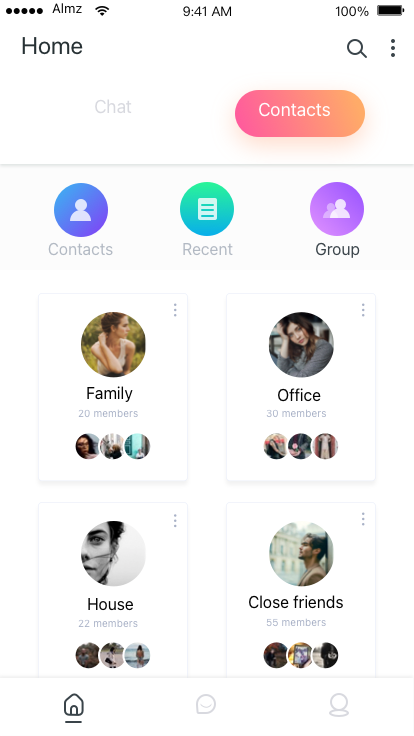 Almz 9:41 AM 100%
Home
Chat Contacts
Contacts Recent Group
Family Office
20 members 30 members
House Close friends
22 members 55 members